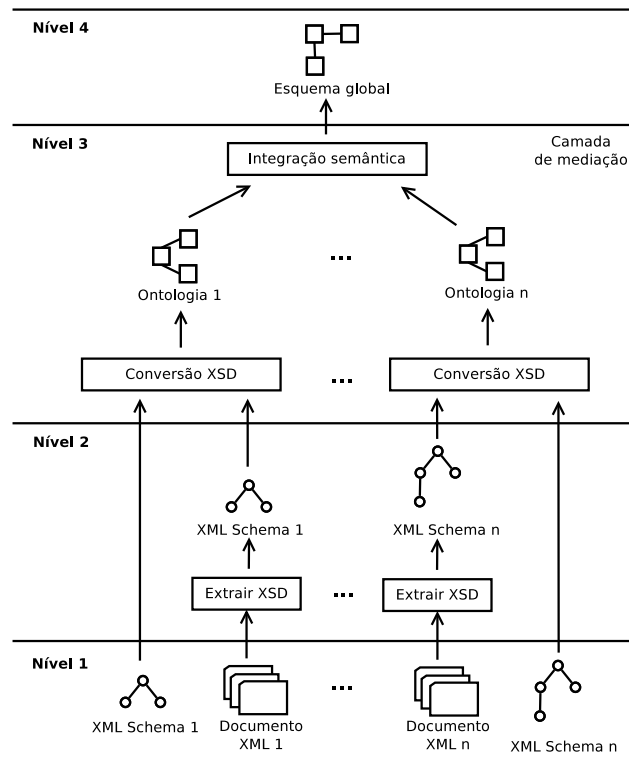 Nível 4
Esquema global
Nível 3
Camada
de mediação
Integração semântica
...
Ontologia 1
Ontologia n
Conversão XSD
...
Conversão XSD
Nível 2
XML Schema 1
XML Schema n
Extrair XSD
...
Extrair XSD
Nível 1
...
XML Schema 1
Documento
XML 1
Documento
XML n
XML Schema n